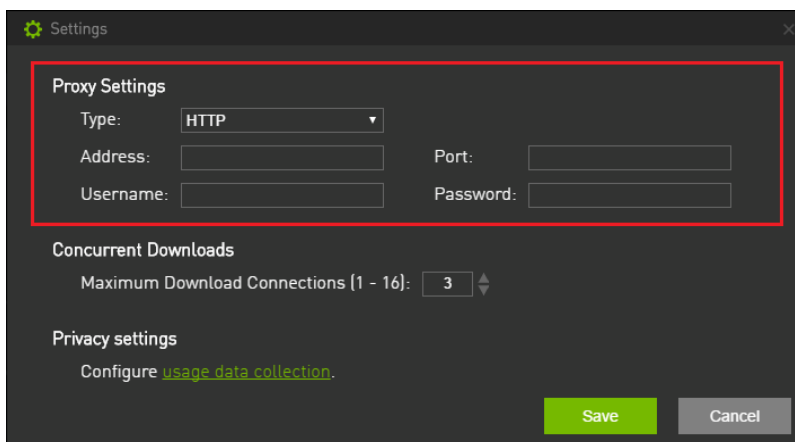 Settings
Proxy Settings
Type: HTTP
Address: Port:
Username: Password:
Concurrent Downloads
Maximum Download Connections (1 - 16): 3
Privacy settings
Configure usage data collection.
Save Cancel